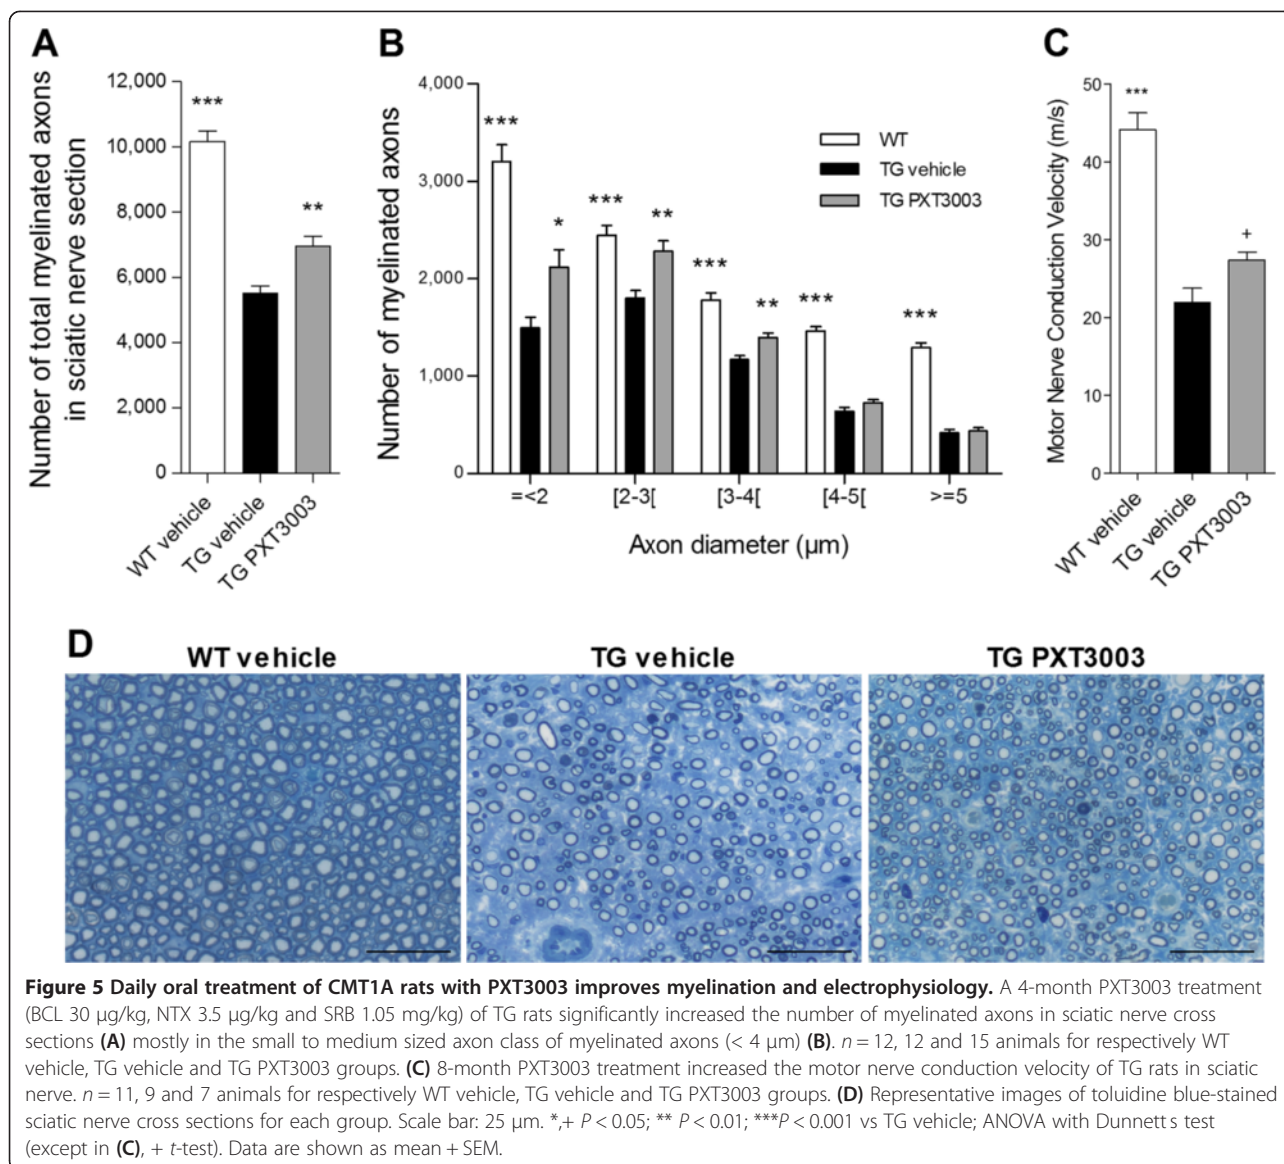 A
Number of total myelinated axons
in sciatic nerve section
12,000
10,000
8,000
6,000
4,000
2,000
0
***
**
WT vehicle
TG vehicle
TG PXT3003
B
Number of myelinated axons
4,000
3,000
2,000
1,000
0
***
*
***
**
***
**
***
***
WT
TG vehicle
TG PXT3003
=<2
[2-3[
[3-4[
[4-5[
>=5
Axon diameter (µm)
C
Motor Nerve Conduction Velocity (m/s)
50
40
30
20
10
0
***
+
WT vehicle
TG vehicle
TG PXT3003
D
WT vehicle
TG vehicle
TG PXT3003
Figure 5 Daily oral treatment of CMT1A rats with PXT3003 improves myelination and electrophysiology. A 4-month PXT3003 treatment
(BCL 30 µg/kg, NTX 3.5 µg/kg and SRB 1.05 mg/kg) of TG rats significantly increased the number of myelinated axons in sciatic nerve cross
sections (A) mostly in the small to medium sized axon class of myelinated axons (< 4 µm) (B). n = 12, 12 and 15 animals for respectively WT
vehicle, TG vehicle and TG PXT3003 groups. (C) 8-month PXT3003 treatment increased the motor nerve conduction velocity of TG rats in sciatic
nerve. n = 11, 9 and 7 animals for respectively WT vehicle, TG vehicle and TG PXT3003 groups. (D) Representative images of toluidine blue-stained
sciatic nerve cross sections for each group. Scale bar: 25 µm. *,+ P < 0.05; ** P < 0.01; ***P < 0.001 vs TG vehicle; ANOVA with Dunnett s test
(except in (C), + t-test). Data are shown as mean + SEM.